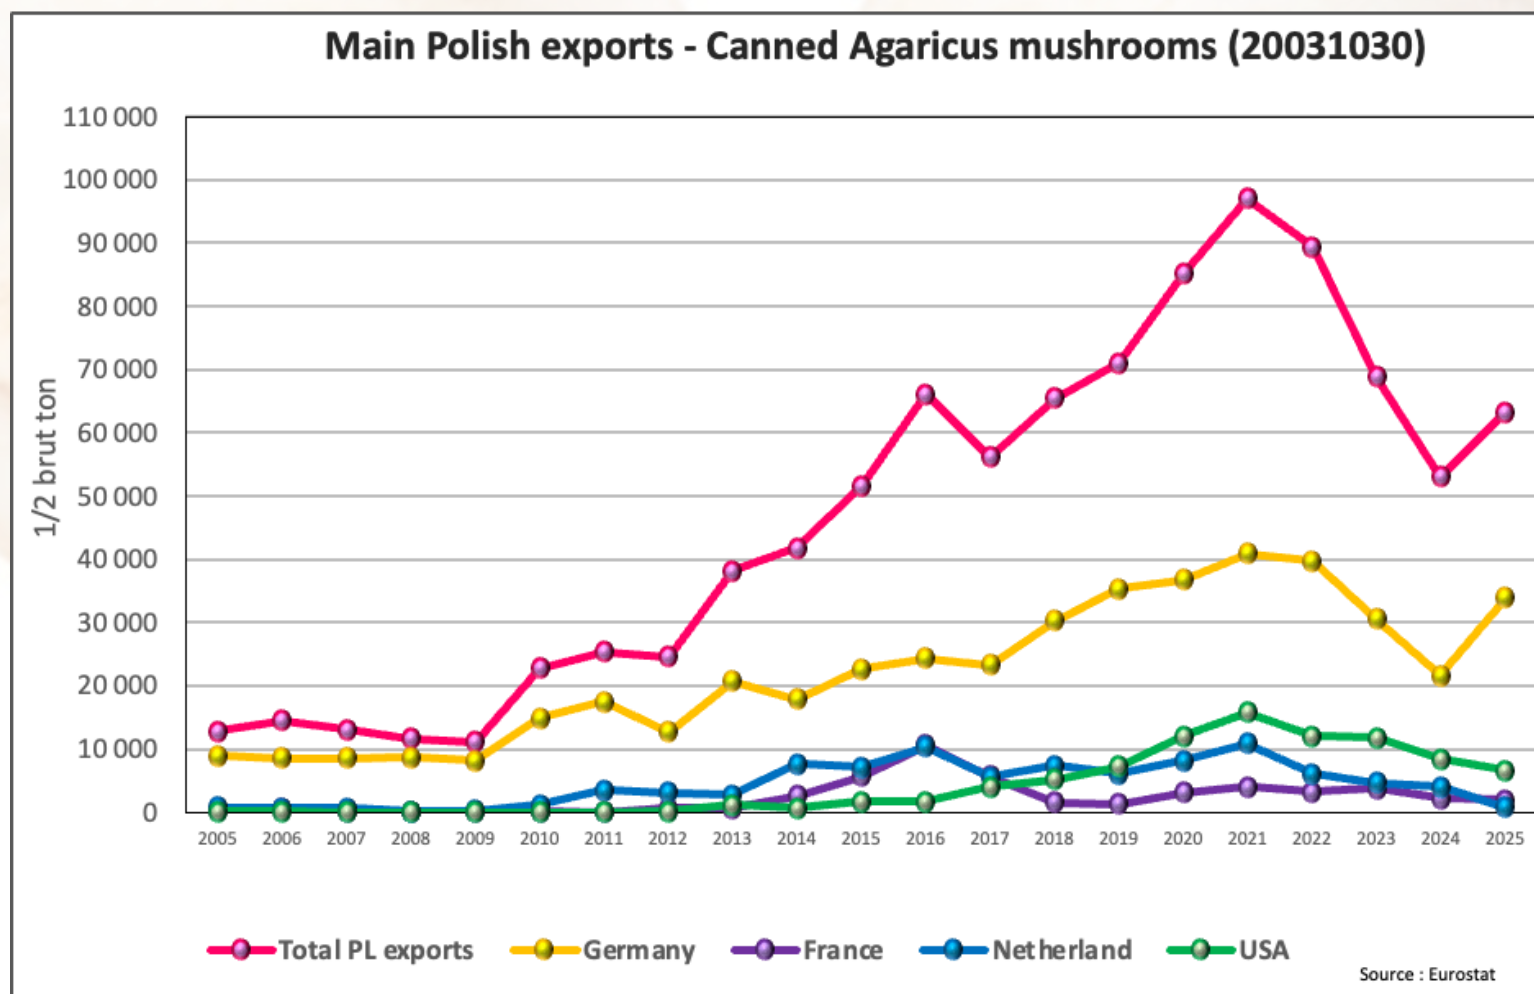 Main Polish exports - Canned Agaricus mushrooms (20031030)
1/2 brut ton
110 000
100 000
90 000
80 000
70 000
60 000
50 000
40 000
30 000
20 000
10 000
0
2005 2006 2007 2008 2009 2010 2011 2012 2013 2014 2015 2016 2017 2018 2019 2020 2021 2022 2023 2024 2025
Total PL exports Germany France Netherland USA
Source : Eurostat